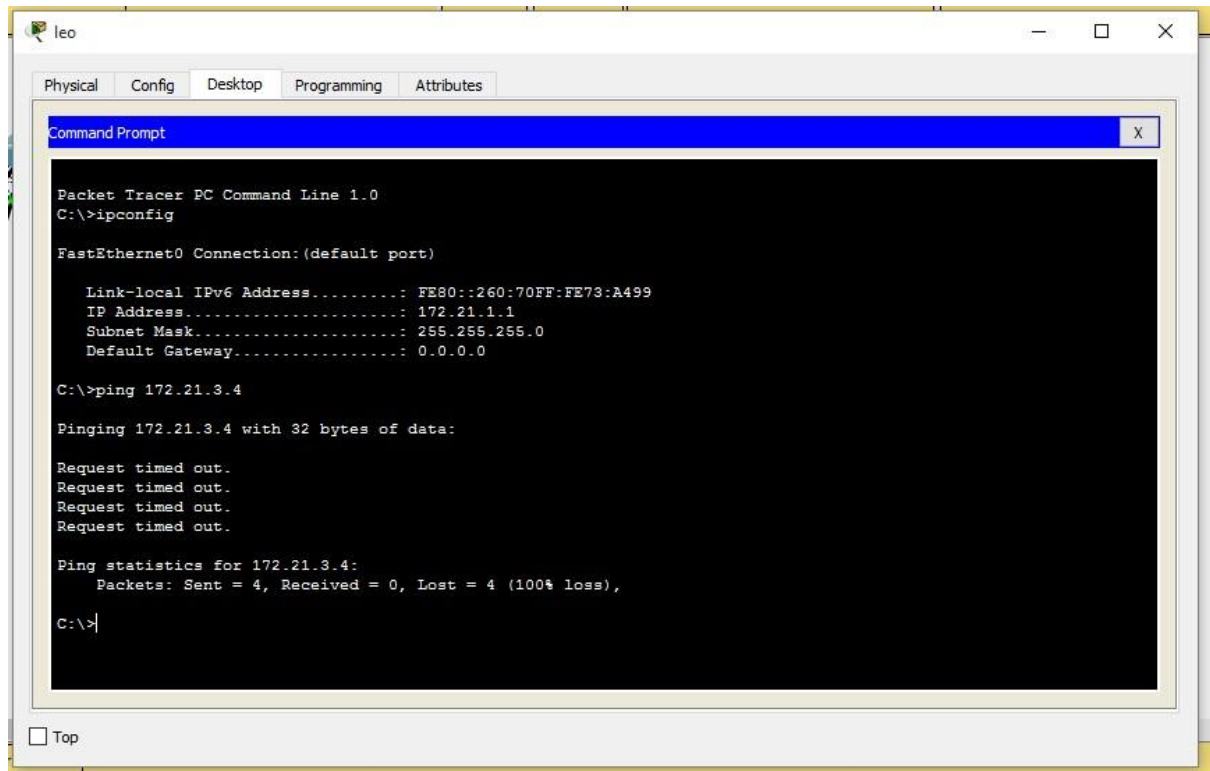 leo
Physical Config Desktop Programming Attributes
Command Prompt X
Packet Tracer PC Command Line 1.0
C:\>ipconfig
FastEthernet0 Connection:(default port)
Link-local IPv6 Address.........: FE80::260:70FF:FE73:A499
IP Address......................: 172.21.1.1
Subnet Mask.....................: 255.255.255.0
Default Gateway.................: 0.0.0.0
C:\>ping 172.21.3.4
Pinging 172.21.3.4 with 32 bytes of data:
Request timed out.
Request timed out.
Request timed out.
Request timed out.
Ping statistics for 172.21.3.4:
Packets: Sent = 4, Received = 0, Lost = 4 (100% loss),
C:\>
Top